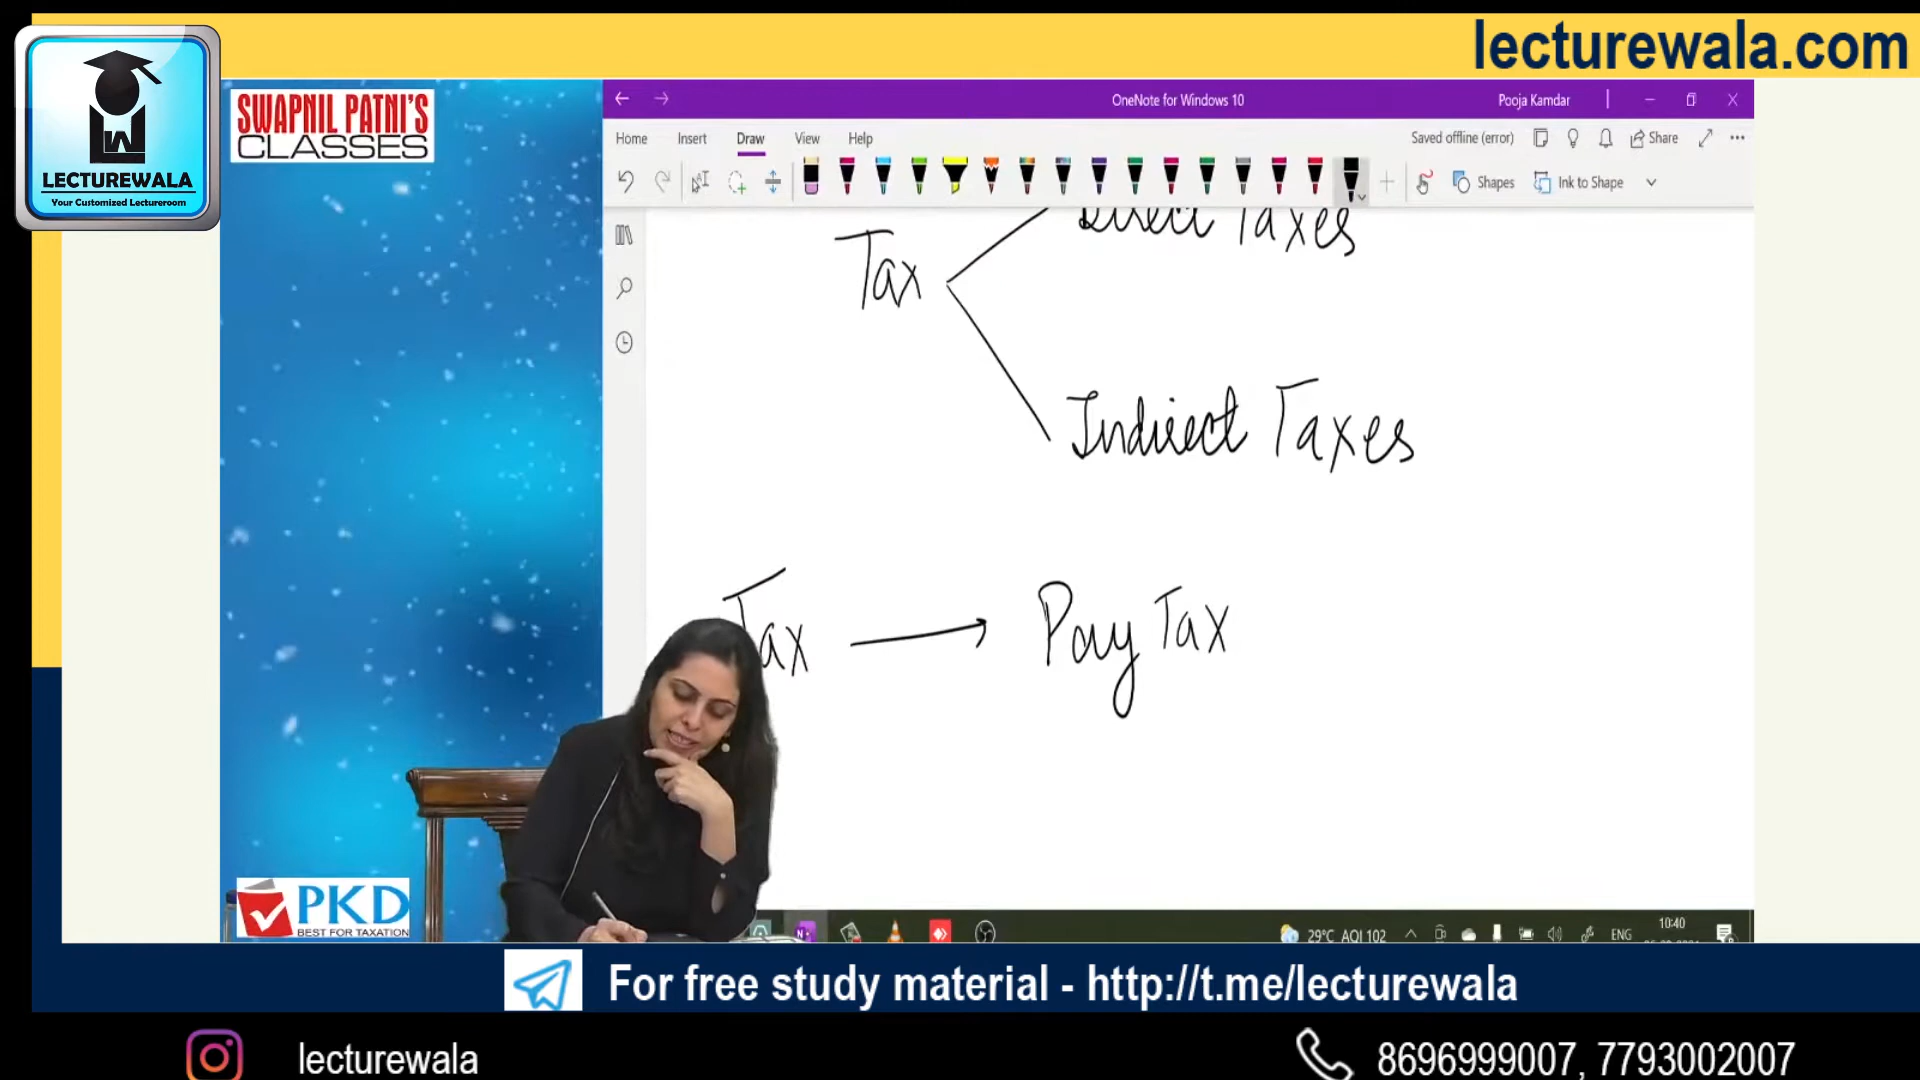 lecturewala.com
LECTUREWALA
Your Customized Lectureroom
SWAPNIL PATNI'S
CLASSES
OneNote for Windows 10
Pooja Kamdar
Home Insert Draw View Help
Saved offline (error)
Share
Shapes
Ink to Shape
Direct Taxes
Tax
Indirect Taxes
Tax → Pay Tax
PKD
BEST FOR TAXATION
29°C AQI 102
ENG
10:40
For free study material - http://t.me/lecturewala
lecturewala
8696999007, 7793002007